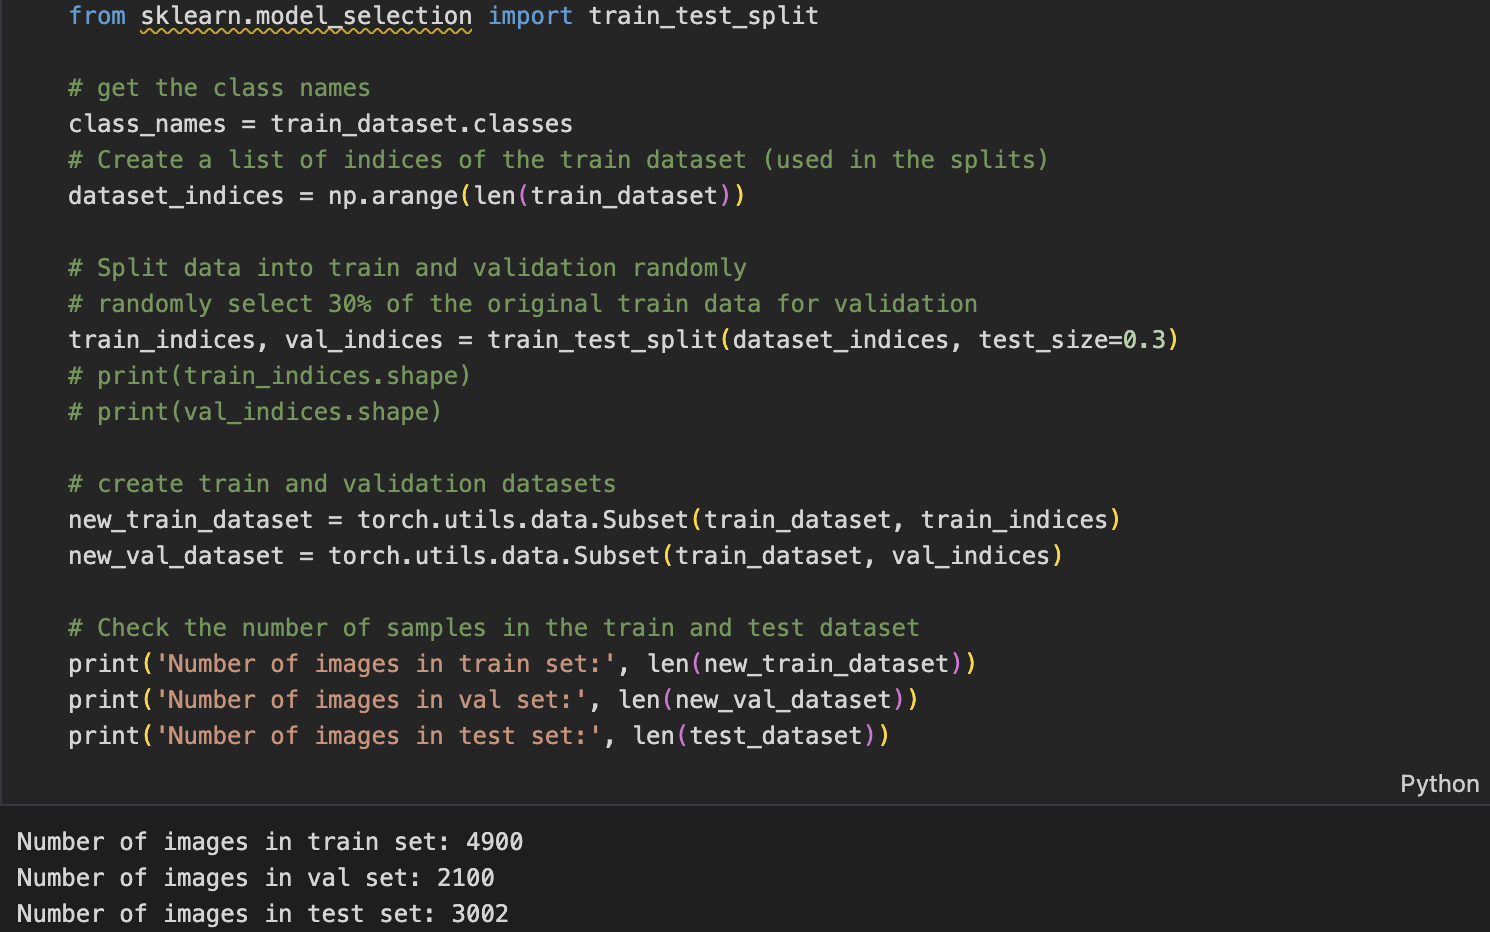 from sklearn.model_selection import train_test_split
# get the class names
class_names = train_dataset.classes
# Create a list of indices of the train dataset (used in the splits)
dataset_indices = np.arange(len(train_dataset))
# Split data into train and validation randomly
# randomly select 30% of the original train data for validation
train_indices, val_indices = train_test_split(dataset_indices, test_size=0.3)
# print(train_indices.shape)
# print(val_indices.shape)
# create train and validation datasets
new_train_dataset = torch.utils.data.Subset(train_dataset, train_indices)
new_val_dataset = torch.utils.data.Subset(train_dataset, val_indices)
# Check the number of samples in the train and test dataset
print('Number of images in train set:', len(new_train_dataset))
print('Number of images in val set:', len(new_val_dataset))
print('Number of images in test set:', len(test_dataset))
Python
Number of images in train set: 4900
Number of images in val set: 2100
Number of images in test set: 3002